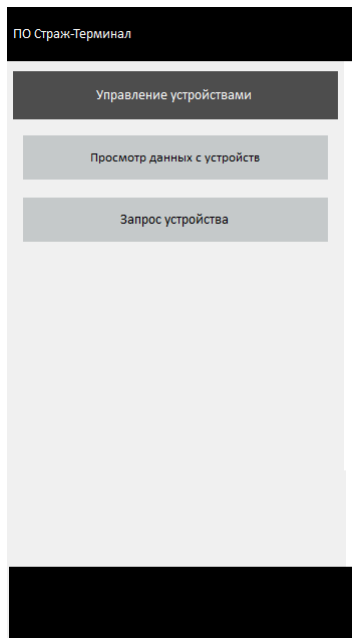 ПО Страж-Терминал
Управление устройствами
Просмотр данных с устройств
Запрос устройства